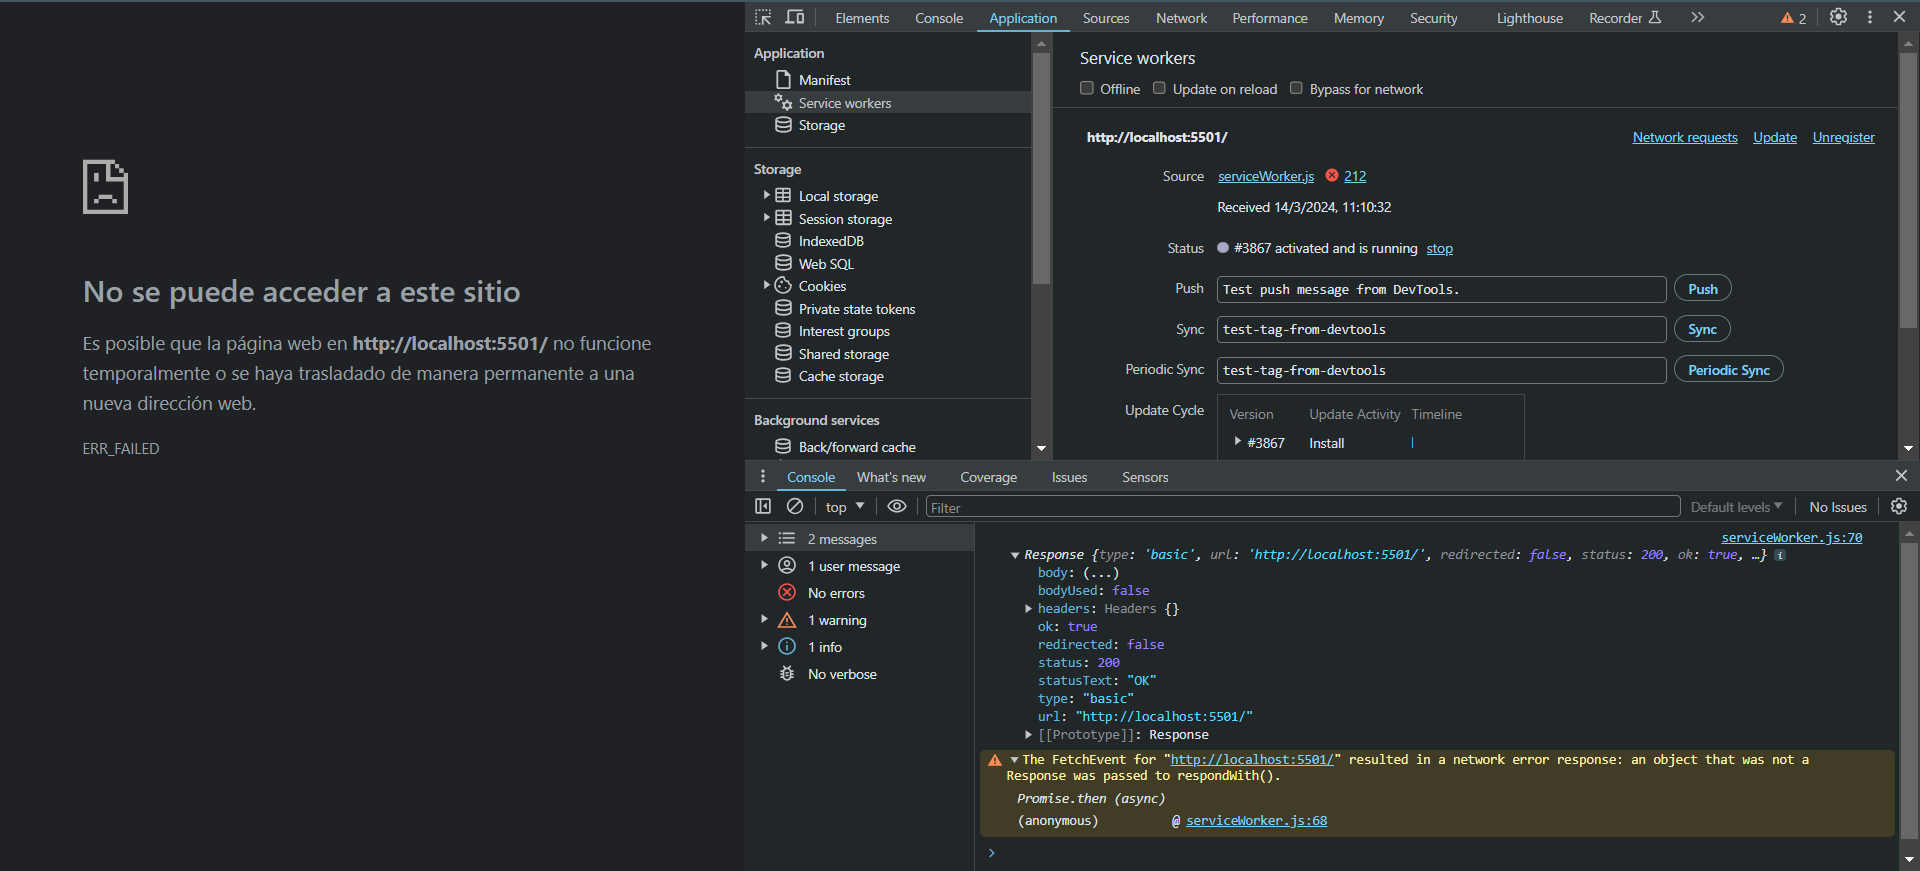 No se puede acceder a este sitio
Es posible que la página web en http://localhost:5501/ no funcione
temporalmente o se haya trasladado de manera permanente a una
nueva dirección web.
ERR_FAILED
Elements Console Application Sources Network Performance Memory Security Lighthouse Recorder 2
Application
Manifest
Service workers
Storage
Storage
Local storage
Session storage
IndexedDB
Web SQL
Cookies
Private state tokens
Interest groups
Shared storage
Cache storage
Background services
Back/forward cache
Service workers
Offline Update on reload Bypass for network
http://localhost:5501/ Network requests Update Unregister
Source serviceWorker.js 212
Received 14/3/2024, 11:10:32
Status #3867 activated and is running stop
Push Test push message from DevTools. Push
Sync test-tag-from-devtools Sync
Periodic Sync test-tag-from-devtools Periodic Sync
Update Cycle Version Update Activity Timeline
#3867 Install
Console What's new Coverage Issues Sensors
top Filter Default levels No Issues
2 messages
1 user message
No errors
1 warning
1 info
No verbose
serviceWorker.js:70
Response {type: 'basic', url: 'http://localhost:5501/', redirected: false, status: 200, ok: true, …} i
body: (...)
bodyUsed: false
headers: Headers {}
ok: true
redirected: false
status: 200
statusText: "OK"
type: "basic"
url: "http://localhost:5501/"
[[Prototype]]: Response
The FetchEvent for "http://localhost:5501/" resulted in a network error response: an object that was not a
Response was passed to respondWith().
Promise.then (async)
(anonymous) @ serviceWorker.js:68